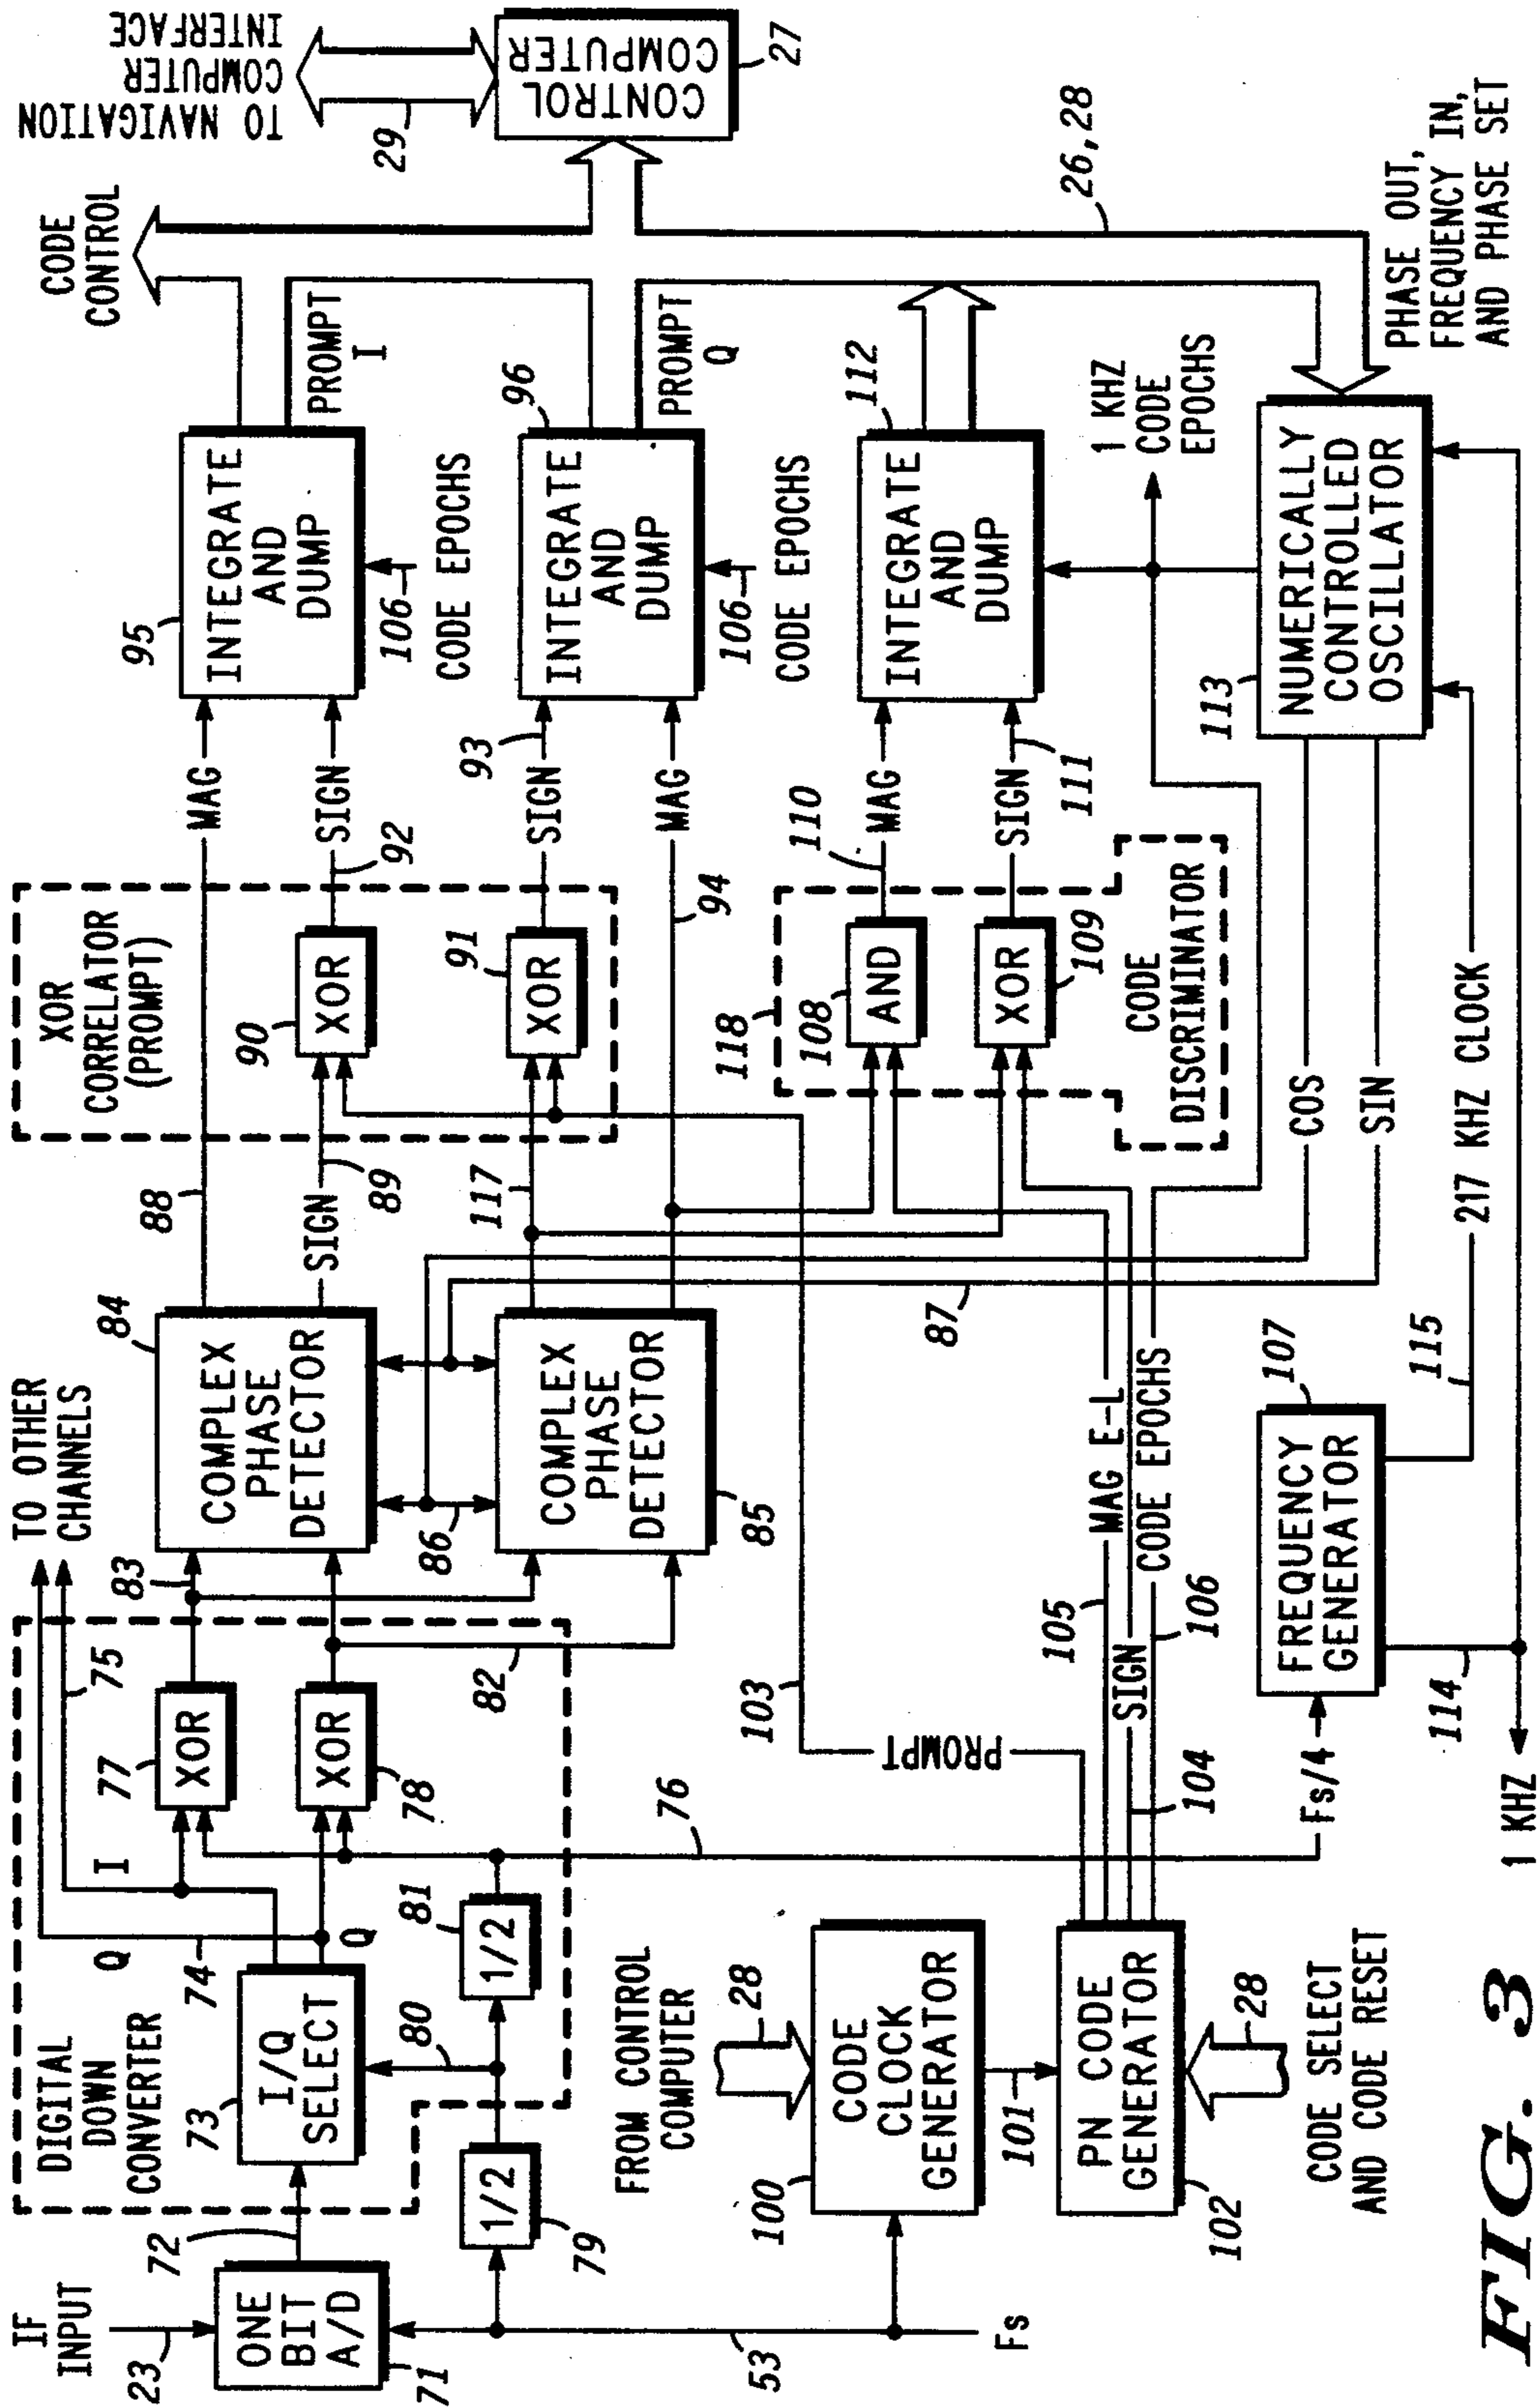 IF
INPUT
23
ONE
BIT
A/D
71
72
DIGITAL
DOWN
CONVERTER
73
I/Q
SELECT
74
Q
I
75
TO OTHER
CHANNELS
Q
77
XOR
XOR
78
83
82
79
1/2
80
1/2
81
76
53
Fs
84
COMPLEX
PHASE
DETECTOR
86
COMPLEX
PHASE
DETECTOR
85
88
SIGN
89
117
87
XOR
CORRELATOR
(PROMPT)
90
XOR
91
XOR
92
94
MAG
SIGN
93
SIGN
MAG
95
INTEGRATE
AND
DUMP
106
CODE EPOCHS
96
INTEGRATE
AND
DUMP
106
CODE EPOCHS
PROMPT
I
PROMPT
Q
CODE
CONTROL
TO NAVIGATION
COMPUTER
INTERFACE
29
CONTROL
COMPUTER
27
26,28
FROM CONTROL
COMPUTER
28
100
CODE
CLOCK
GENERATOR
101
PN CODE
GENERATOR
102
28
CODE SELECT
AND CODE RESET
PROMPT
103
105
MAG E-L
SIGN
104
CODE EPOCHS
106
118
108
AND
XOR
109
CODE
DISCRIMINATOR
110
MAG
SIGN
111
112
INTEGRATE
AND
DUMP
1 KHZ
CODE
EPOCHS
COS
SIN
113
NUMERICALLY
CONTROLLED
OSCILLATOR
PHASE OUT,
FREQUENCY IN,
AND PHASE SET
Fs/4
107
FREQUENCY
GENERATOR
114
115
217 KHZ CLOCK
1 KHZ
FIG. 3